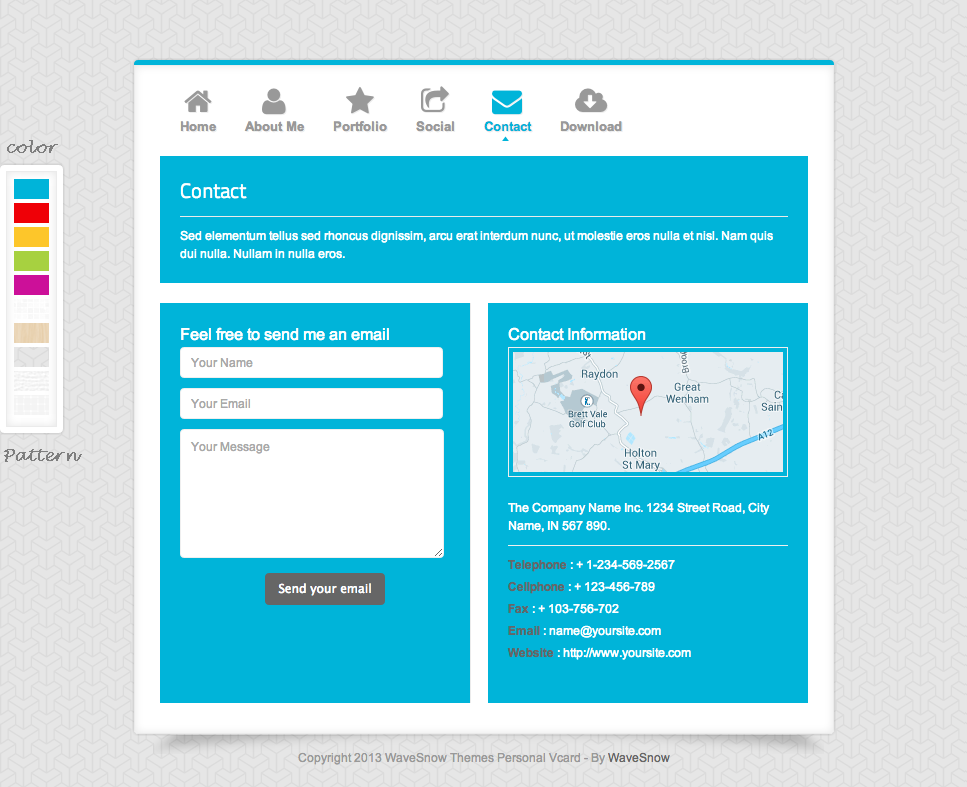 Home
About Me
Portfolio
Social
Contact
Download
color
Pattern
Contact
Sed elementum tellus sed rhoncus dignissim, arcu erat interdum nunc, ut molestie eros nulla et nisl. Nam quis
dui nulla. Nullam in nulla eros.
Feel free to send me an email
Your Name
Your Email
Your Message
Send your email
Contact Information
Raydon
Great
Wenham
Brett Vale
Golf Club
Holton
St Mary
A12
The Company Name Inc. 1234 Street Road, City
Name, IN 567 890.
Telephone : + 1-234-569-2567
Cellphone : + 123-456-789
Fax : + 103-756-702
Email : name@yoursite.com
Website : http://www.yoursite.com
Copyright 2013 WaveSnow Themes Personal Vcard - By WaveSnow